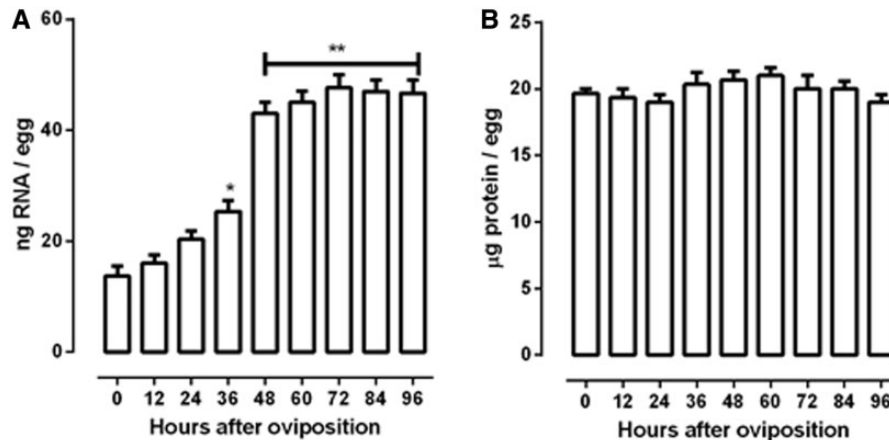 A
60
40
20
0
ng RNA / egg
*
**
0 12 24 36 48 60 72 84 96
Hours after oviposition
B
25
20
15
10
5
0
µg protein / egg
0 12 24 36 48 60 72 84 96
Hours after oviposition